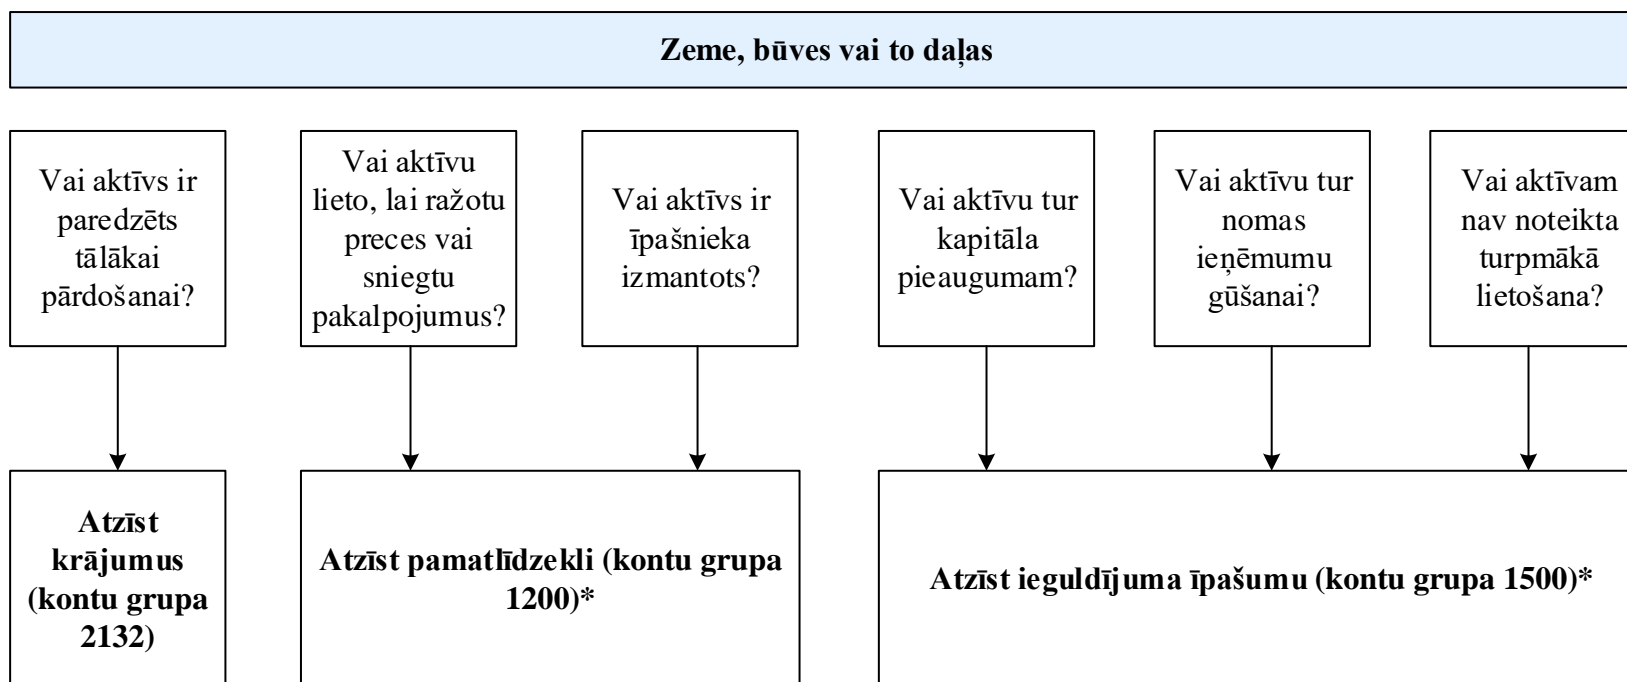 Zeme, būves vai to daļas
Vai aktīvs ir
paredzēts
tālākai
pārdošanai?
Vai aktīvu
lieto, lai ražotu
preces vai
sniegtu
pakalpojumus?
Vai aktīvs ir
īpašnieka
izmantots?
Vai aktīvu tur
kapitāla
pieaugumam?
Vai aktīvu tur
nomas
ieņēmumu
gūšanai?
Vai aktīvam
nav noteikta
turpmākā
lietošana?
Atzīst
krājumus
(kontu grupa
2132)
Atzīst pamatlīdzekli (kontu grupa
1200)*
Atzīst ieguldījuma īpašumu (kontu grupa 1500)*